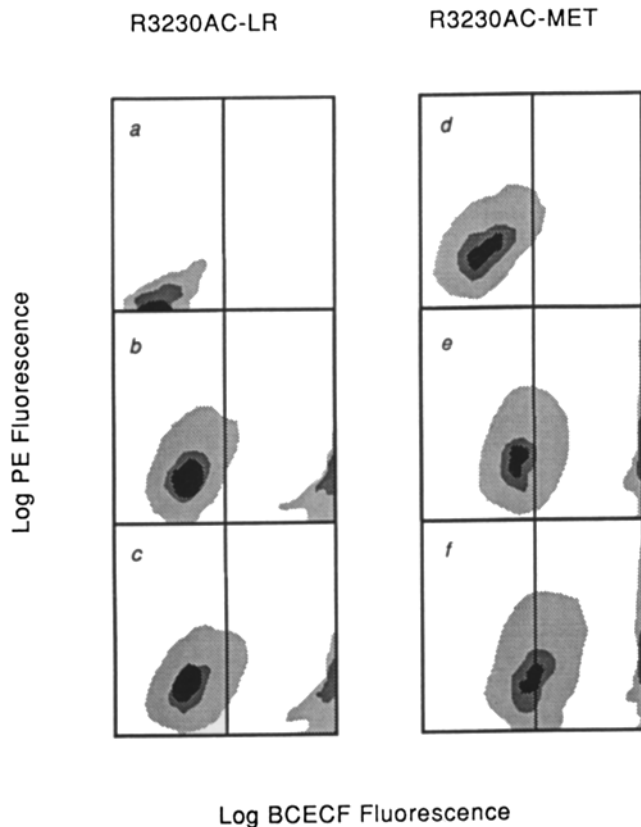 R3230AC-LR
R3230AC-MET
a
d
b
e
c
f
Log PE Fluorescence
Log BCECF Fluorescence